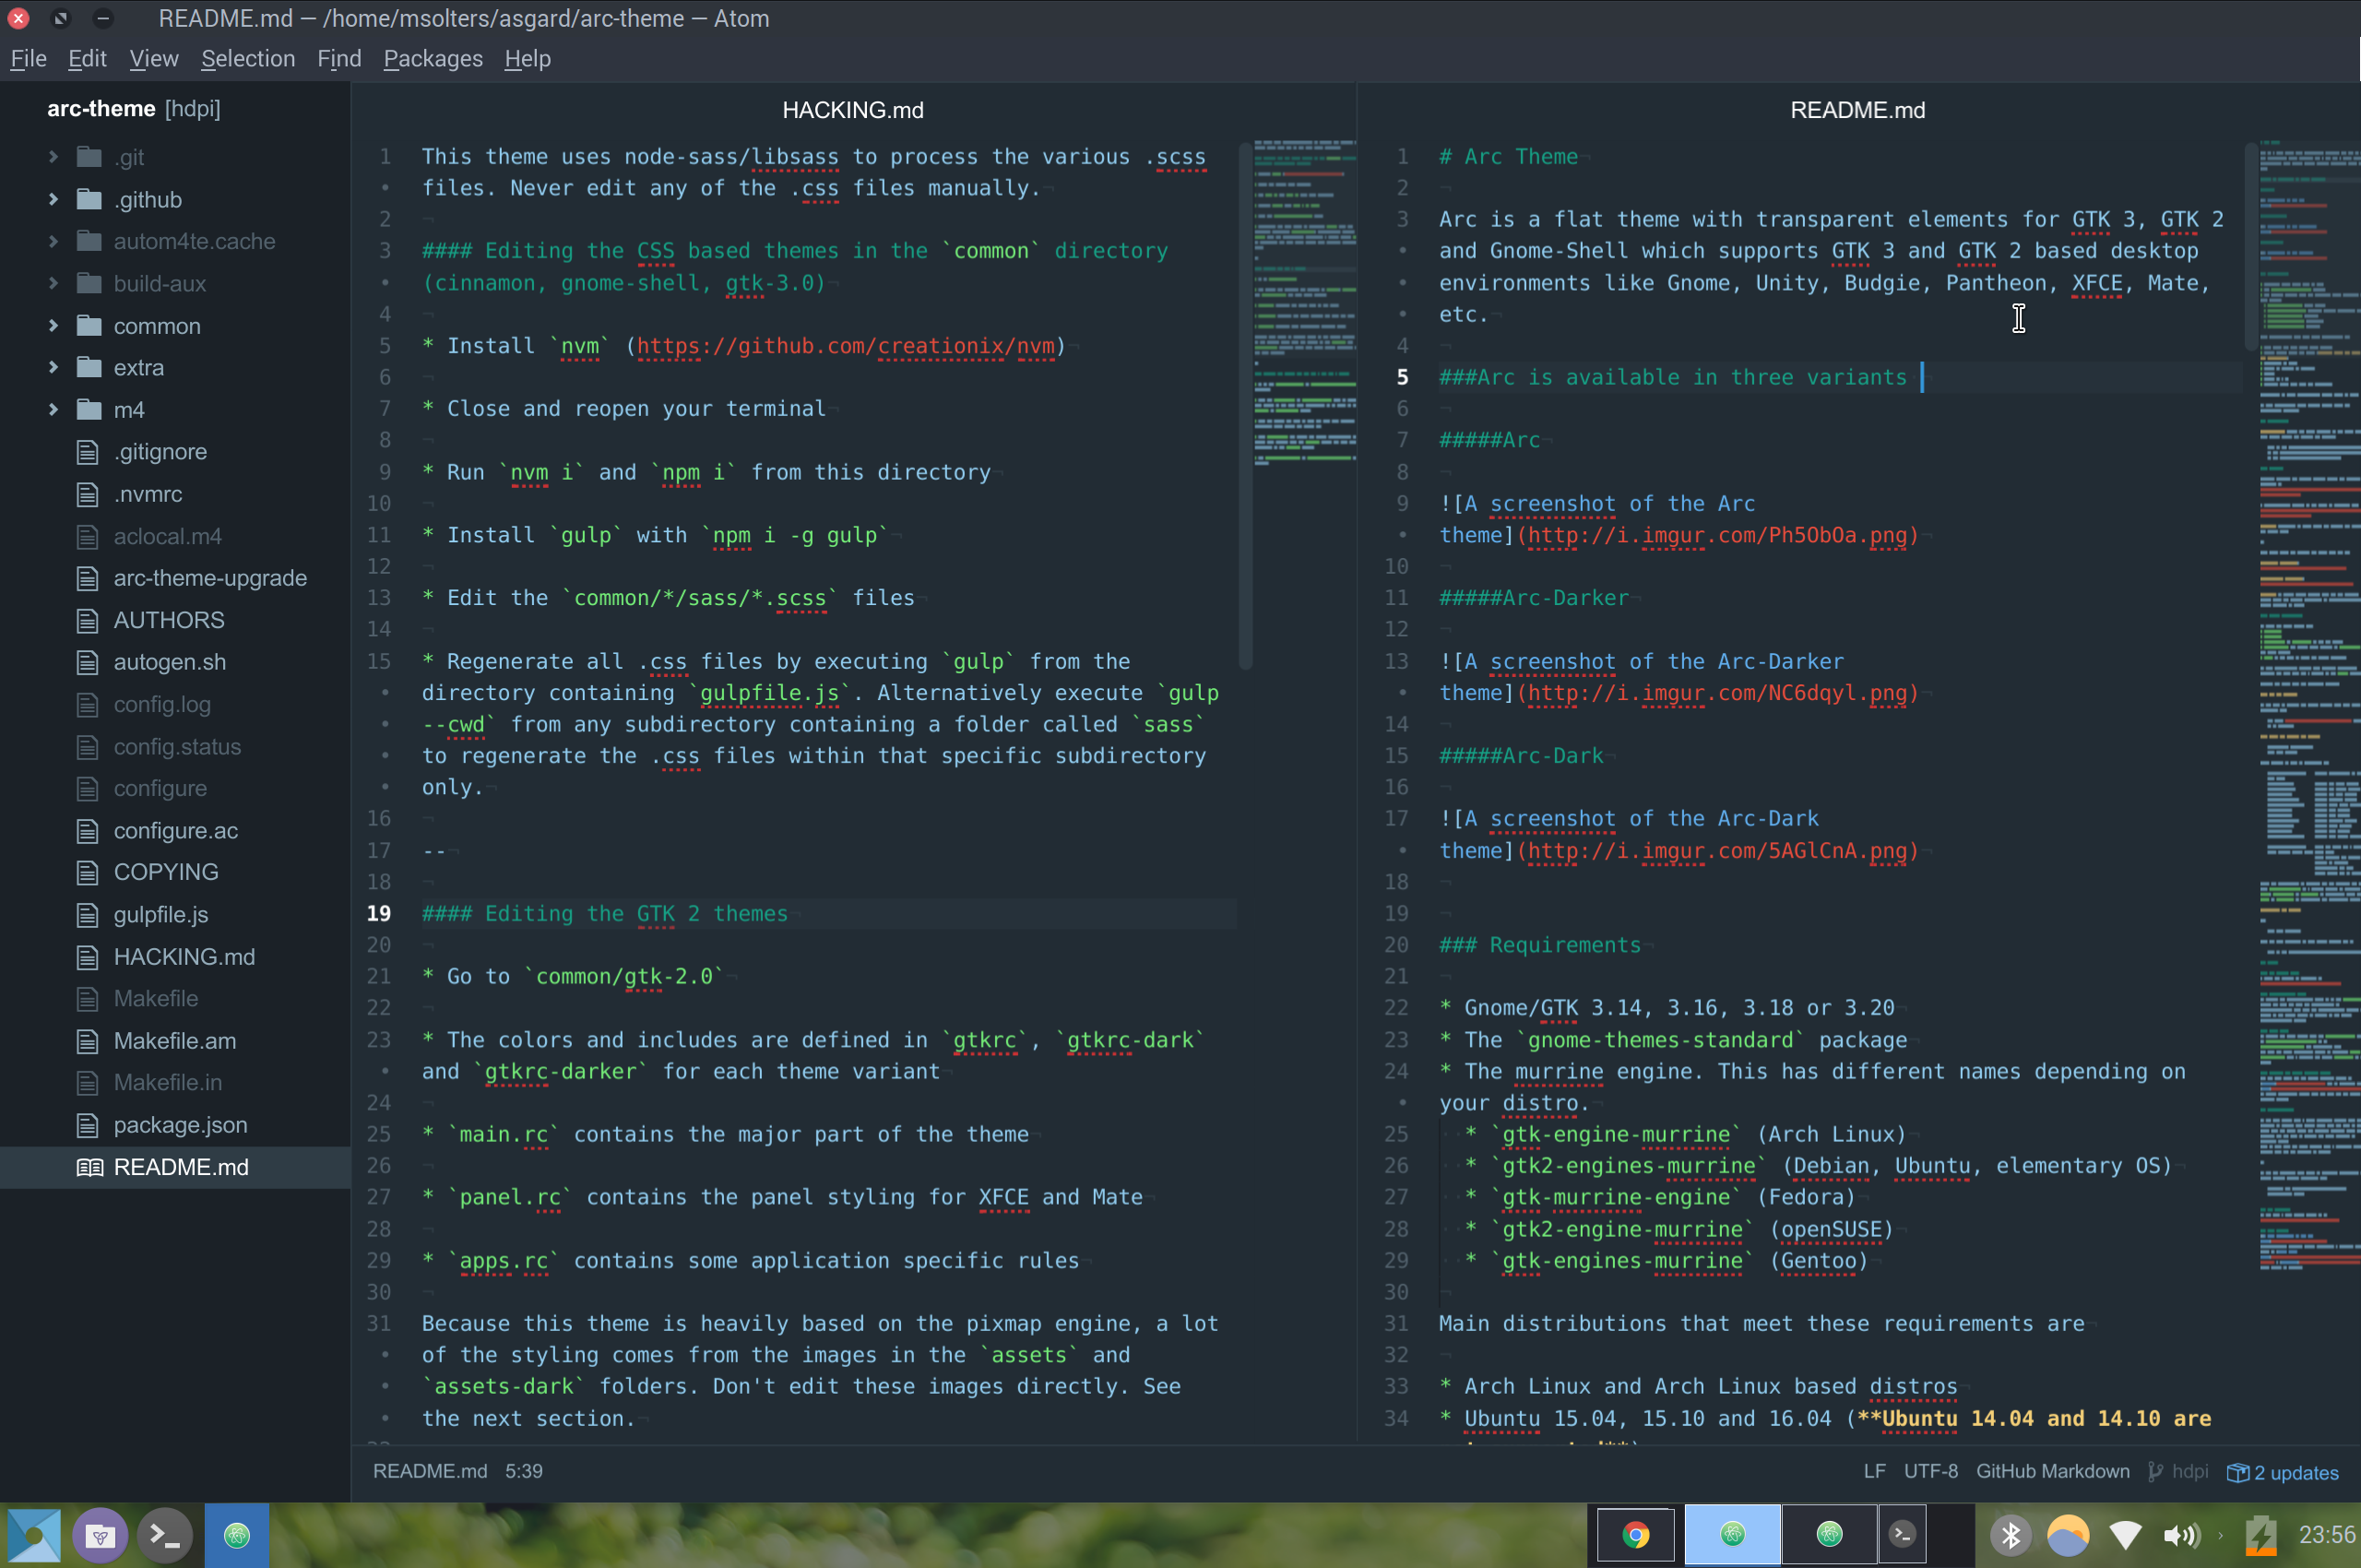 README.md — /home/msolters/asgard/arc-theme — Atom
File Edit View Selection Find Packages Help
arc-theme [hdpi]
.git
.github
autom4te.cache
build-aux
common
extra
m4
.gitignore
.nvmrc
aclocal.m4
arc-theme-upgrade
AUTHORS
autogen.sh
config.log
config.status
configure
configure.ac
COPYING
gulpfile.js
HACKING.md
Makefile
Makefile.am
Makefile.in
package.json
README.md
HACKING.md
1 This theme uses node-sass/libsass to process the various .scss
• files. Never edit any of the .css files manually.¬
2 ¬
3 #### Editing the CSS based themes in the `common` directory
• (cinnamon, gnome-shell, gtk-3.0)¬
4 ¬
5 * Install `nvm` (https://github.com/creationix/nvm)¬
6 ¬
7 * Close and reopen your terminal¬
8 ¬
9 * Run `nvm i` and `npm i` from this directory¬
10 ¬
11 * Install `gulp` with `npm i -g gulp`¬
12 ¬
13 * Edit the `common/*/sass/*.scss` files¬
14 ¬
15 * Regenerate all .css files by executing `gulp` from the
• directory containing `gulpfile.js`. Alternatively execute `gulp
• --cwd` from any subdirectory containing a folder called `sass`
• to regenerate the .css files within that specific subdirectory
• only.¬
16 ¬
17 --¬
18 ¬
19 #### Editing the GTK 2 themes¬
20 ¬
21 * Go to `common/gtk-2.0`¬
22 ¬
23 * The colors and includes are defined in `gtkrc`, `gtkrc-dark`
• and `gtkrc-darker` for each theme variant¬
24 ¬
25 * `main.rc` contains the major part of the theme¬
26 ¬
27 * `panel.rc` contains the panel styling for XFCE and Mate¬
28 ¬
29 * `apps.rc` contains some application specific rules¬
30 ¬
31 Because this theme is heavily based on the pixmap engine, a lot
• of the styling comes from the images in the `assets` and
• `assets-dark` folders. Don't edit these images directly. See
• the next section.¬
README.md
1 # Arc Theme¬
2 ¬
3 Arc is a flat theme with transparent elements for GTK 3, GTK 2
• and Gnome-Shell which supports GTK 3 and GTK 2 based desktop
• environments like Gnome, Unity, Budgie, Pantheon, XFCE, Mate,
• etc.¬
4 ¬
5 ###Arc is available in three variants ¬
6 ¬
7 #####Arc¬
8 ¬
9 ![A screenshot of the Arc
• theme](http://i.imgur.com/Ph5ObOa.png)¬
10 ¬
11 #####Arc-Darker¬
12 ¬
13 ![A screenshot of the Arc-Darker
• theme](http://i.imgur.com/NC6dqyl.png)¬
14 ¬
15 #####Arc-Dark¬
16 ¬
17 ![A screenshot of the Arc-Dark
• theme](http://i.imgur.com/5AGlCnA.png)¬
18 ¬
19 ¬
20 ### Requirements¬
21 ¬
22 * Gnome/GTK 3.14, 3.16, 3.18 or 3.20¬
23 * The `gnome-themes-standard` package¬
24 * The murrine engine. This has different names depending on
• your distro.¬
25 * `gtk-engine-murrine` (Arch Linux)¬
26 * `gtk2-engines-murrine` (Debian, Ubuntu, elementary OS)¬
27 * `gtk-murrine-engine` (Fedora)¬
28 * `gtk2-engine-murrine` (openSUSE)¬
29 * `gtk-engines-murrine` (Gentoo)¬
30 ¬
31 Main distributions that meet these requirements are¬
32 ¬
33 * Arch Linux and Arch Linux based distros¬
34 * Ubuntu 15.04, 15.10 and 16.04 (**Ubuntu 14.04 and 14.10 are
README.md 5:39
LF UTF-8 GitHub Markdown hdpi 2 updates
23:56